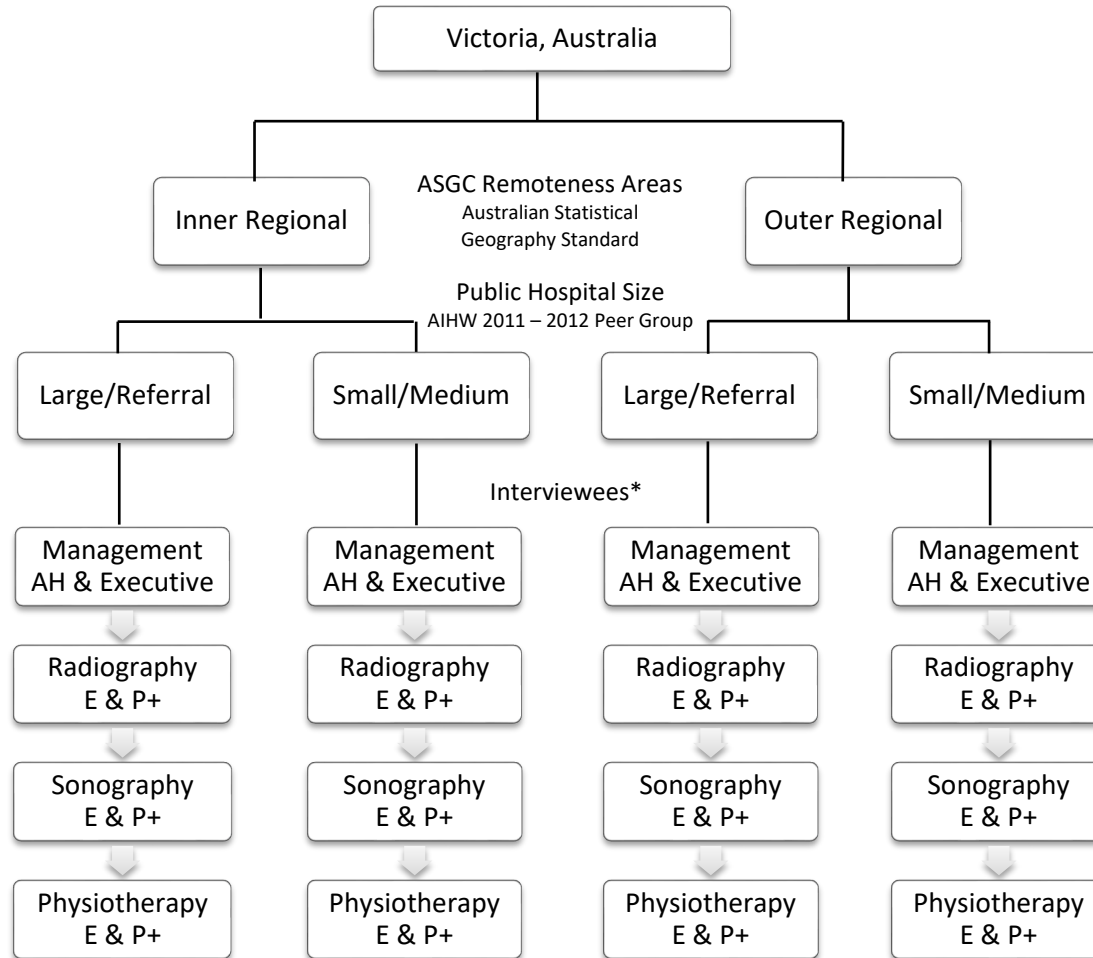 Victoria, Australia
ASGC Remoteness Areas
Australian Statistical
Geography Standard
Inner Regional
Outer Regional
Public Hospital Size
AIHW 2011 – 2012 Peer Group
Large/Referral
Small/Medium
Large/Referral
Small/Medium
Interviewees*
Management
AH & Executive
Management
AH & Executive
Management
AH & Executive
Management
AH & Executive
Radiography
E & P+
Radiography
E & P+
Radiography
E & P+
Radiography
E & P+
Sonography
E & P+
Sonography
E & P+
Sonography
E & P+
Sonography
E & P+
Physiotherapy
E & P+
Physiotherapy
E & P+
Physiotherapy
E & P+
Physiotherapy
E & P+